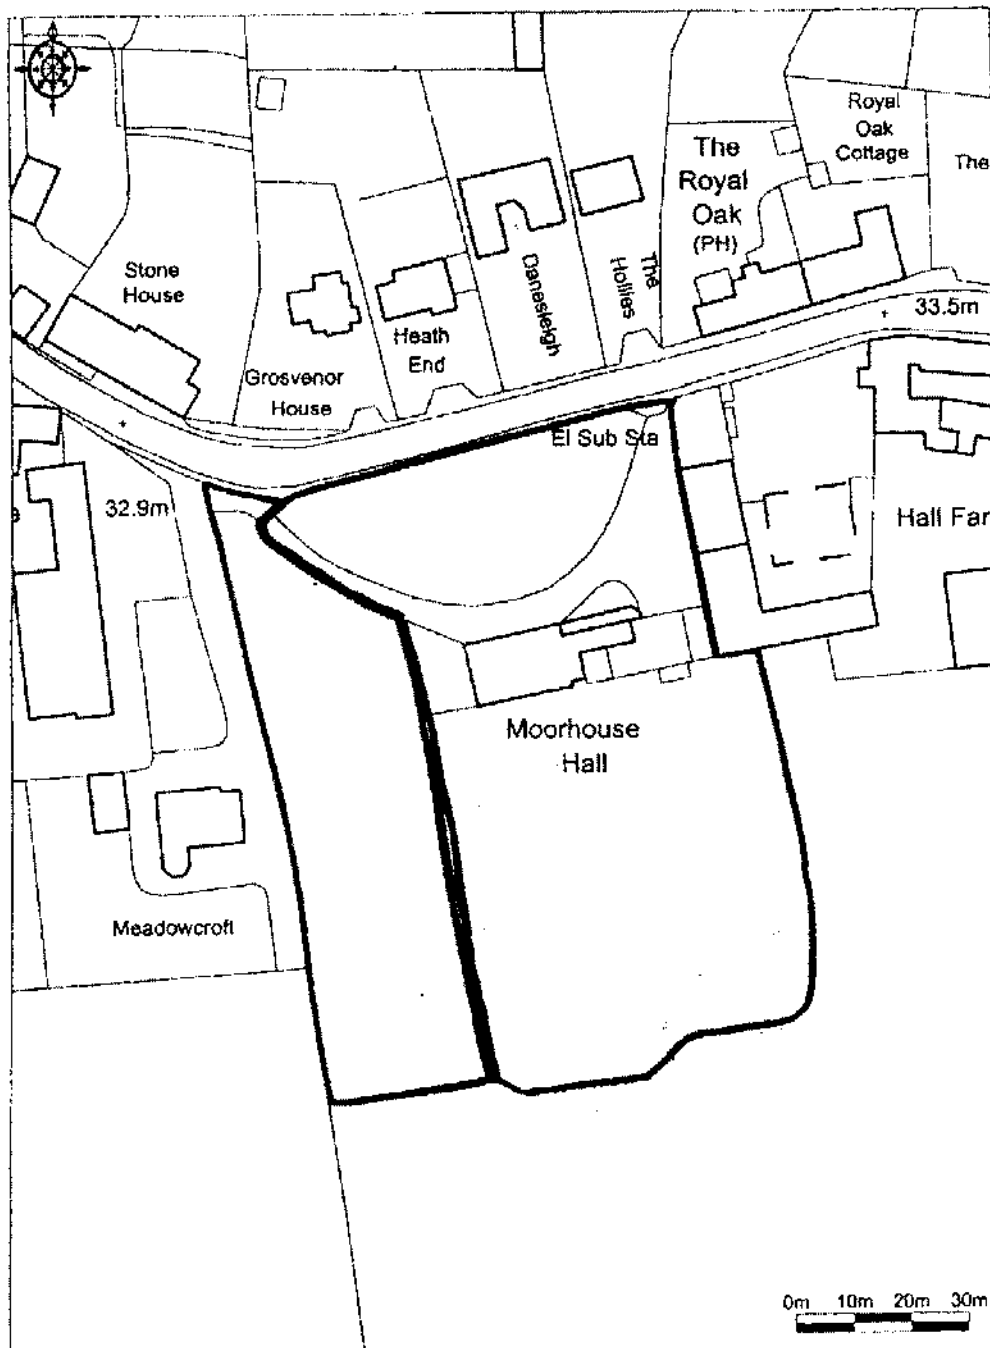 Royal
Oak
Cottage
The
Royal
Oak
(PH)
The
Stone
House
Danesleigh
The
Hollies
33.5m
Heath
End
Grosvenor
House
El Sub Sta
32.9m
e
Hall Far
Moorhouse
Hall
Meadowcroft
0m 10m 20m 30m